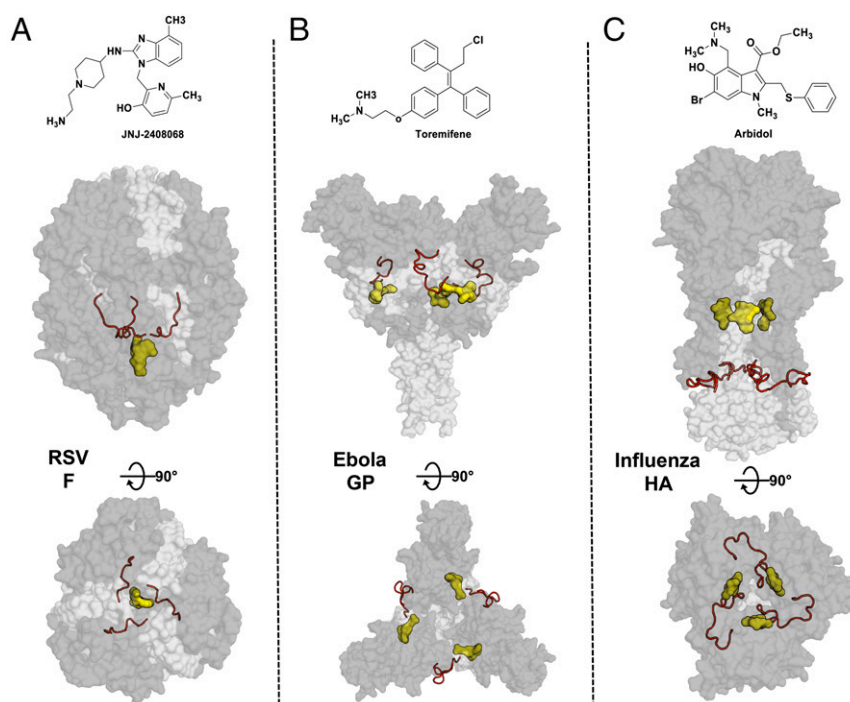 A
CH3
HN
N
N
N
N
CH₃
HO
H₃N
JNJ-2408068
B
Cl
CH3
N
H₃C
o
Toremifene
C
CH₃
H₃C
N
O
O
CH₃
HO
Br
N
S
CH₃
Arbidol
RSV
F
90°
Ebola
GP
90°
Influenza
HA
90°